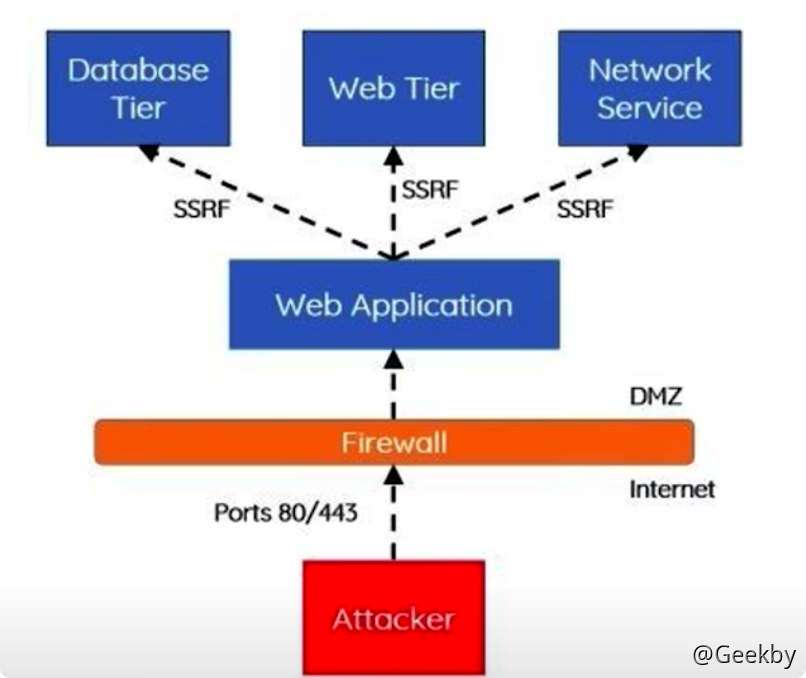 Database
Tier
Web Tier
Network
Service
SSRF
SSRF
SSRF
Web Application
DMZ
Firewall
Internet
Ports 80/443
Attacker
@Geekby